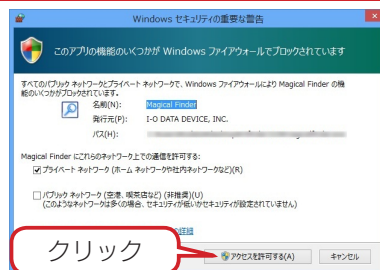 Windows セキュリティの重要な警告
このアプリの機能のいくつかが Windows ファイアウォールでブロックされています
すべてのパブリック ネットワークとプライベート ネットワークで、Windows ファイアウォールにより Magical Finder の機
能のいくつかがブロックされています。
名前(N): Magical Finder
発行元(P): I-O DATA DEVICE, INC.
パス(H):
Magical Finder にこれらのネットワーク上での通信を許可する:
プライベート ネットワーク (ホーム ネットワークや社内ネットワークなど)(R)
パブリック ネットワーク (空港、喫茶店など) (非推奨)(U)
(このようなネットワークは多くの場合、セキュリティが低いかセキュリティが設定されていません)
詳細
クリック
アクセスを許可する(A) キャンセル